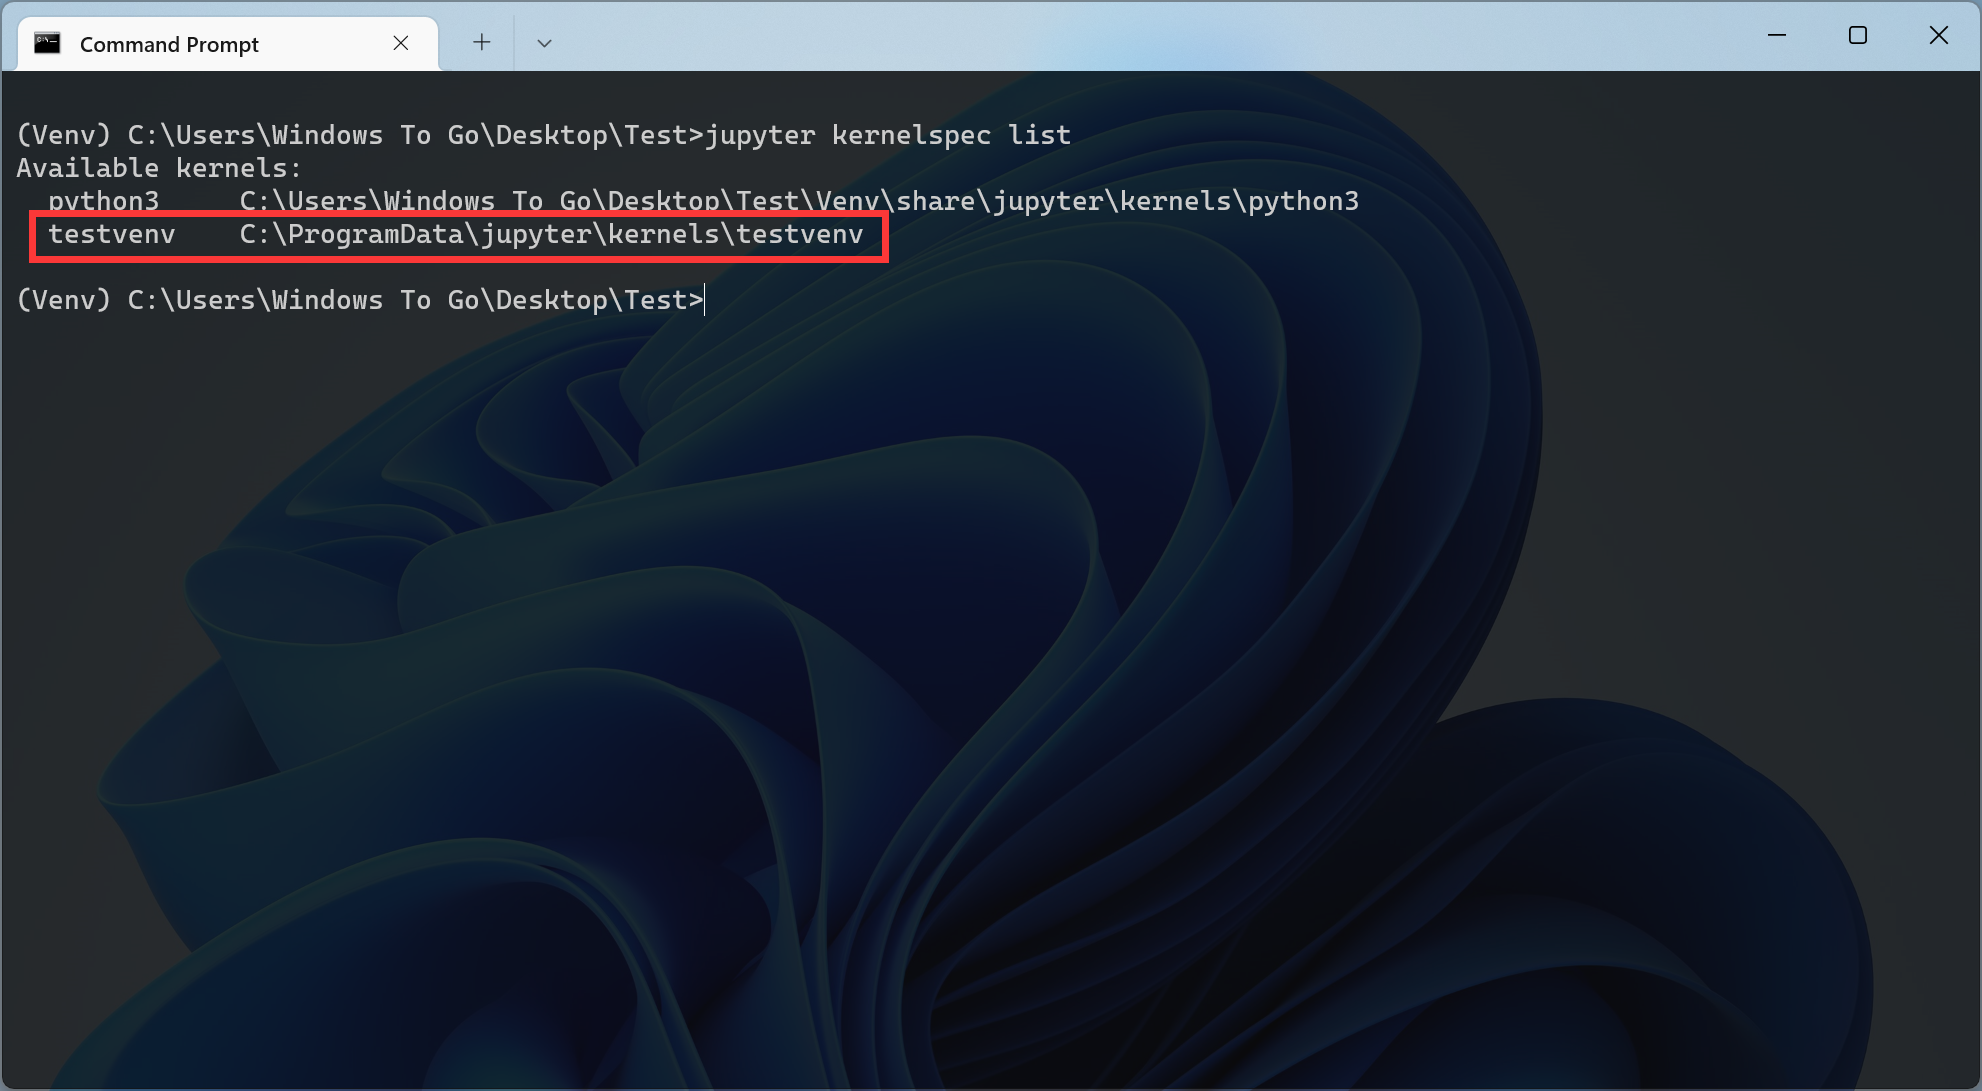 Command Prompt
(Venv) C:\Users\Windows To Go\Desktop\Test>jupyter kernelspec list
Available kernels:
  python3     C:\Users\Windows To Go\Desktop\Test\Venv\share\jupyter\kernels\python3
  testvenv    C:\ProgramData\jupyter\kernels\testvenv
(Venv) C:\Users\Windows To Go\Desktop\Test>